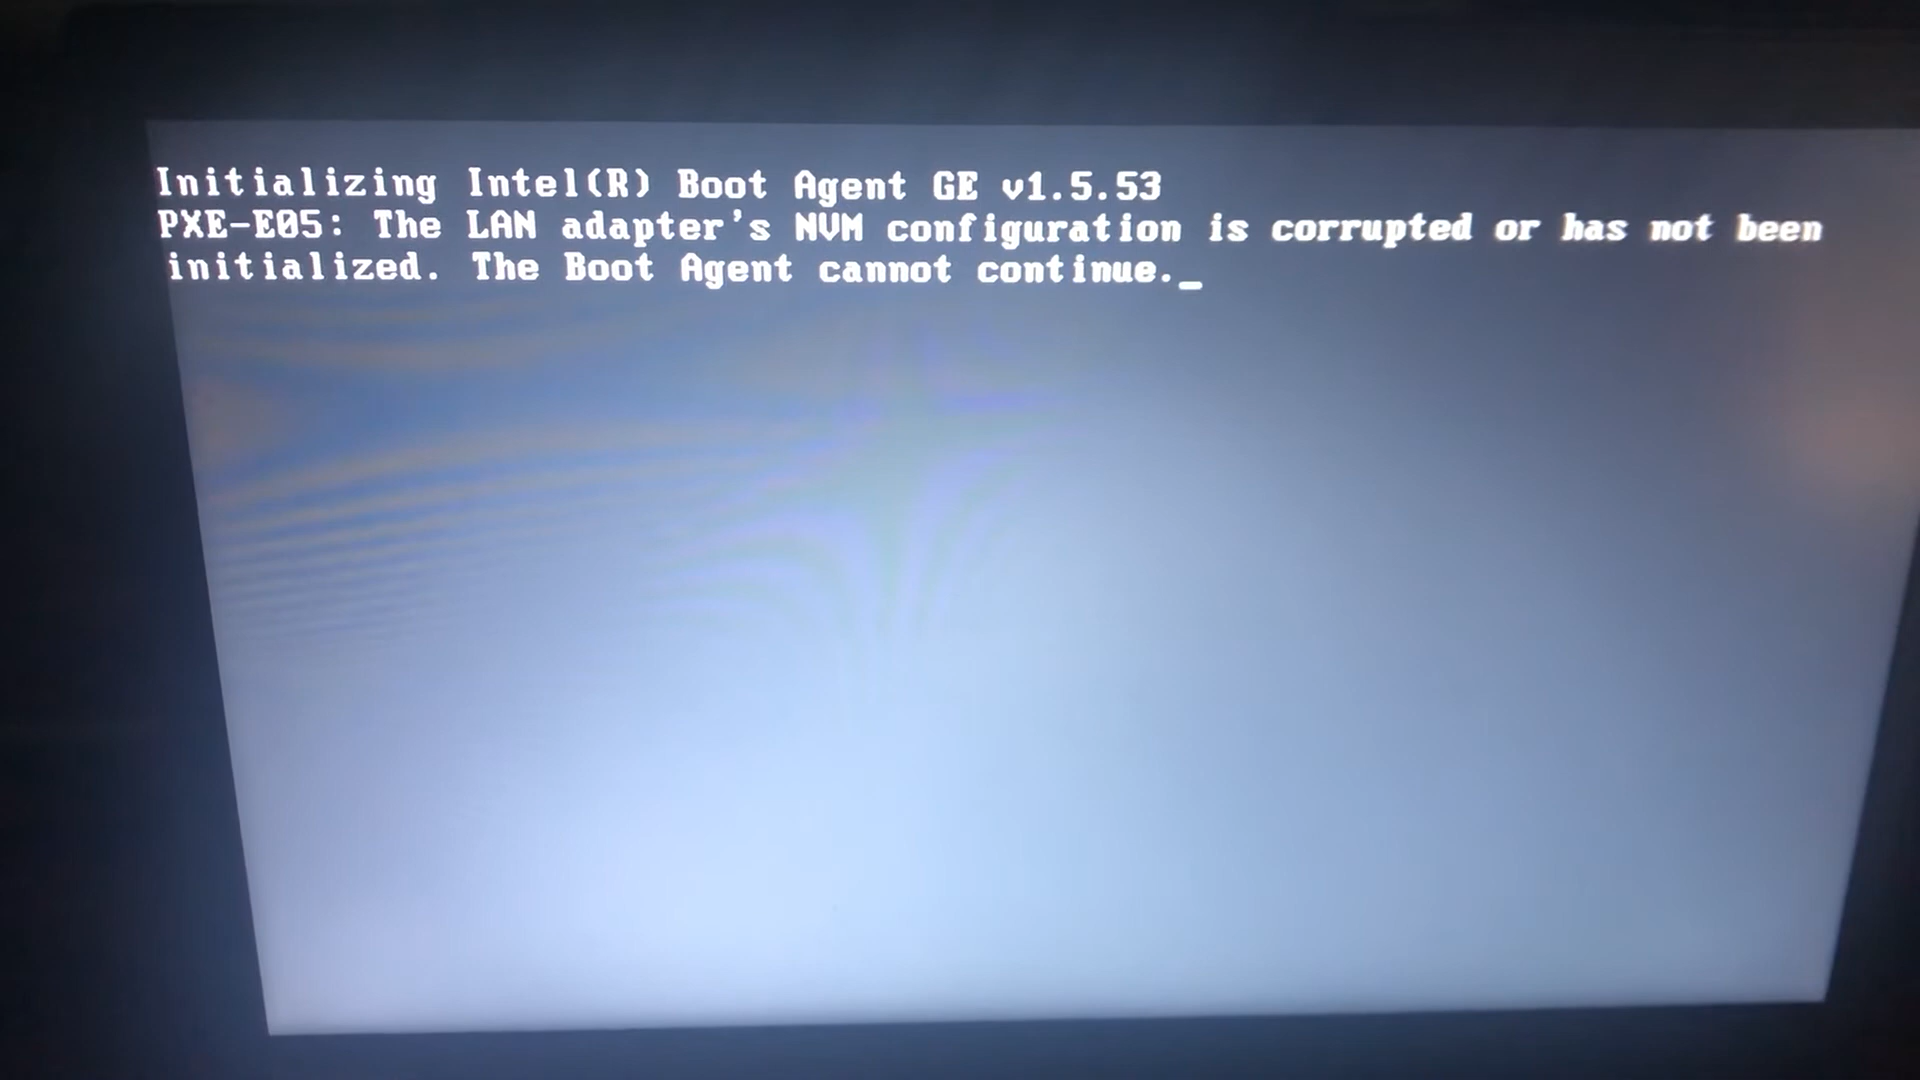 Initializing Intel(R) Boot Agent GE v1.5.53
PXE-E05: The LAN adapter's NVM configuration is corrupted or has not been
initialized. The Boot Agent cannot continue._